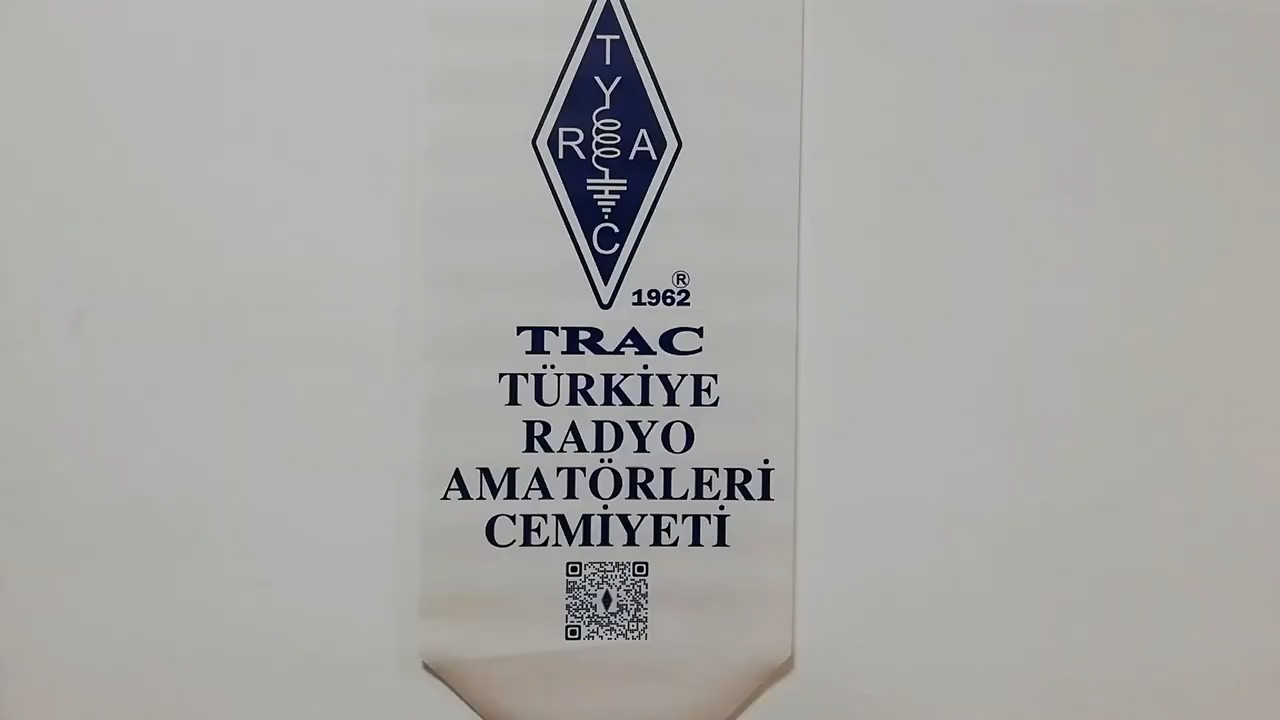 T
Y
R A
C
®
1962
TRAC
TÜRKİYE
RADYO
AMATÖRLERİ
CEMİYETİ